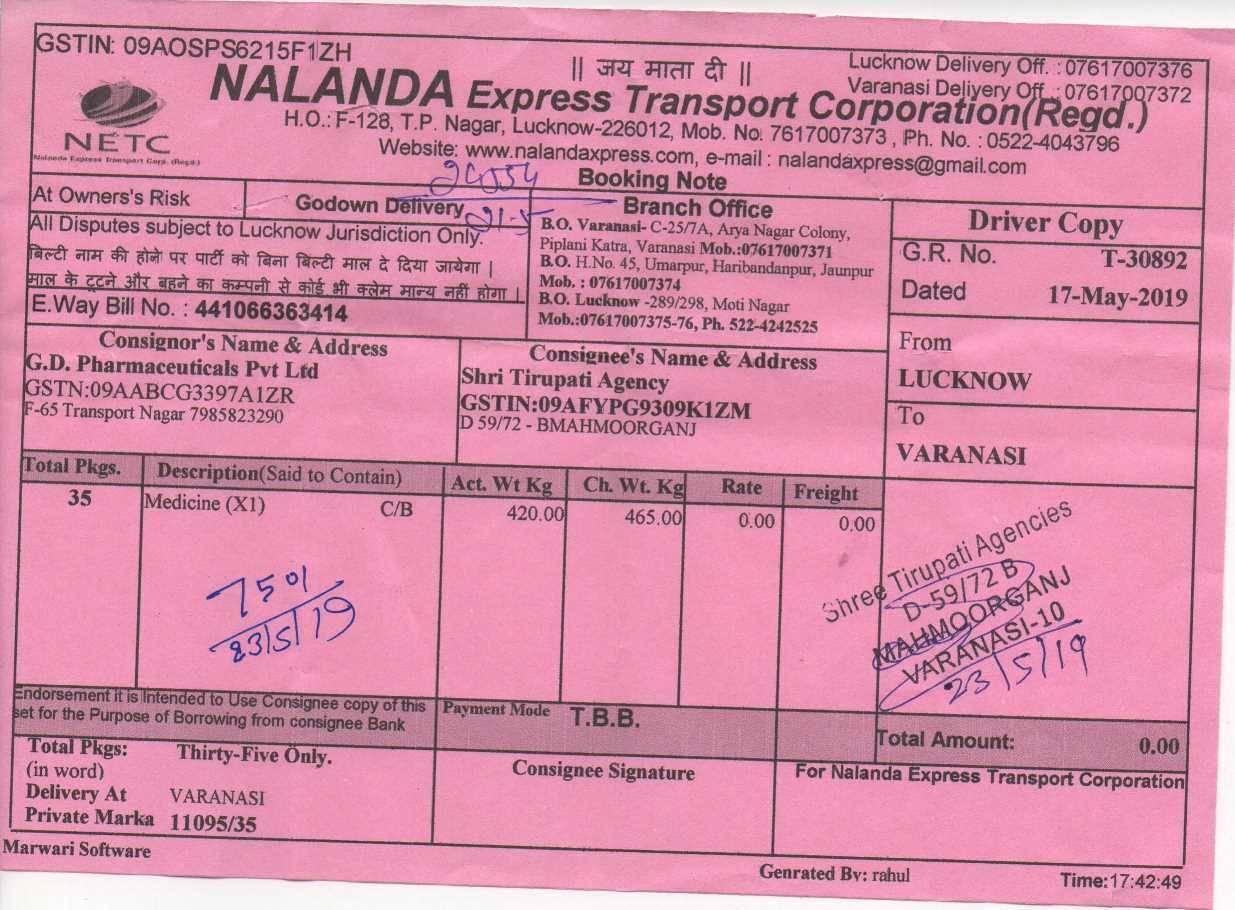 GSTIN: 09AOSPS6215F1ZH
|| जय माता दी ||
Lucknow Delivery Off. : 07617007376
Varanasi Delivery Off. : 07617007372
NETC
Nalanda Express Transport Corp. (Regd.)
NALANDA Express Transport Corporation(Regd.)
H.O.: F-128, T.P. Nagar, Lucknow-226012, Mob. No. 7617007373 , Ph. No. : 0522-4043796
Website: www.nalandaxpress.com, e-mail : nalandaxpress@gmail.com
Booking Note
At Owners's Risk
Godown Delivery
21-5
All Disputes subject to Lucknow Jurisdiction Only.
बिल्टी नाम की होने पर पार्टी को बिना बिल्टी माल दे दिया जायेगा |
माल के टूटने और बहने का कम्पनी से कोई भी क्लेम मान्य नहीं होगा |
E.Way Bill No. : 441066363414
Branch Office
B.O. Varanasi- C-25/7A, Arya Nagar Colony,
Piplani Katra, Varanasi Mob.:07617007371
B.O. H.No. 45, Umarpur, Haribandanpur, Jaunpur
Mob. : 07617007374
B.O. Lucknow -289/298, Moti Nagar
Mob.:07617007375-76, Ph. 522-4242525
Driver Copy
G.R. No. T-30892
Dated 17-May-2019
From
LUCKNOW
To
VARANASI
Consignor's Name & Address
G.D. Pharmaceuticals Pvt Ltd
GSTN:09AABCG3397A1ZR
F-65 Transport Nagar 7985823290
Consignee's Name & Address
Shri Tirupati Agency
GSTIN:09AFYPG9309K1ZM
D 59/72 - BMAHMOORGANJ
Total Pkgs. Description(Said to Contain) Act. Wt Kg Ch. Wt. Kg Rate Freight
35 Medicine (X1) C/B 420.00 465.00 0.00 0.00
7501
23/5/19
Shree Tirupati Agencies
D-59/72 B
MAHMOORGANJ
VARANASI-10
23/5/19
Endorsement it is Intended to Use Consignee copy of this
set for the Purpose of Borrowing from consignee Bank
Payment Mode T.B.B.
Total Amount: 0.00
Total Pkgs: Thirty-Five Only.
(in word)
Delivery At VARANASI
Private Marka 11095/35
Consignee Signature
For Nalanda Express Transport Corporation
Marwari Software
Genrated By: rahul
Time:17:42:49